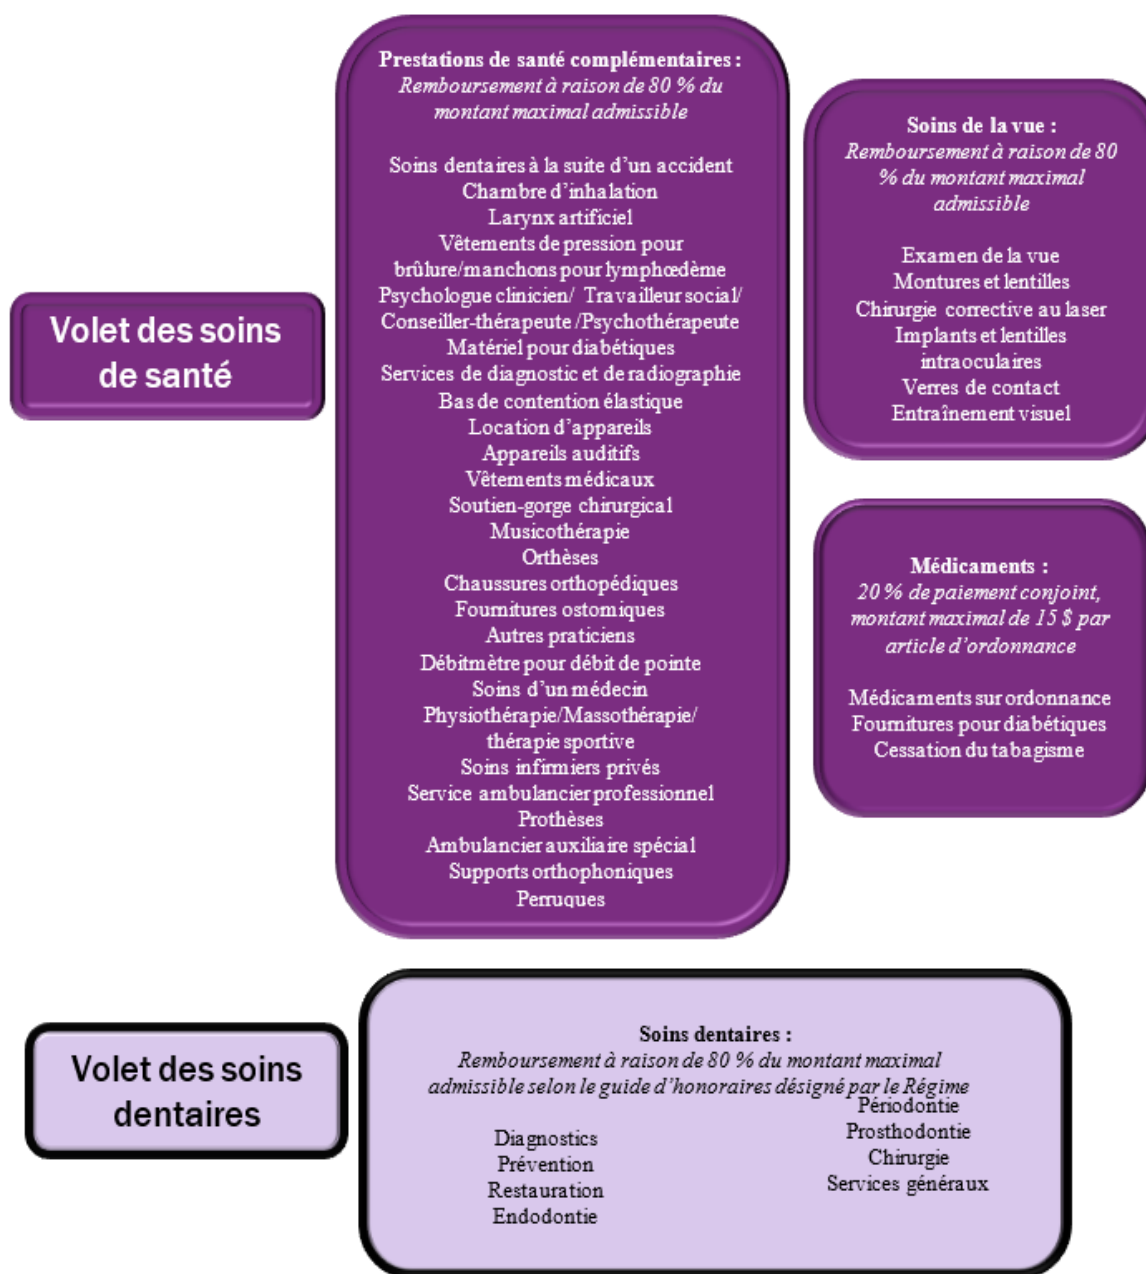 Volet des soins
de santé
Prestations de santé complémentaires :
Remboursement à raison de 80 % du
montant maximal admissible
Soins dentaires à la suite d’un accident
Chambre d’inhalation
Larynx artificiel
Vêtements de pression pour
brûlure/manchons pour lymphœdème
Psychologue clinicien/ Travailleur social/
Conseiller-thérapeute /Psychothérapeute
Matériel pour diabétiques
Services de diagnostic et de radiographie
Bas de contention élastique
Location d’appareils
Appareils auditifs
Vêtements médicaux
Soutien-gorge chirurgical
Musicothérapie
Orthèses
Chaussures orthopédiques
Fournitures ostomiques
Autres praticiens
Débitmètre pour débit de pointe
Soins d’un médecin
Physiothérapie/Massothérapie/
thérapie sportive
Soins infirmiers privés
Service ambulancier professionnel
Prothèses
Ambulancier auxiliaire spécial
Supports orthophoniques
Perruques
Soins de la vue :
Remboursement à raison de 80
% du montant maximal
admissible
Examen de la vue
Montures et lentilles
Chirurgie corrective au laser
Implants et lentilles
intraoculaires
Verres de contact
Entraînement visuel
Médicaments :
20 % de paiement conjoint,
montant maximal de 15 $ par
article d’ordonnance
Médicaments sur ordonnance
Fournitures pour diabétiques
Cessation du tabagisme
Volet des soins
dentaires
Soins dentaires :
Remboursement à raison de 80 % du montant maximal
admissible selon le guide d’honoraires désigné par le Régime
Diagnostics
Prévention
Restauration
Endodontie
Périodontie
Prosthodontie
Chirurgie
Services généraux